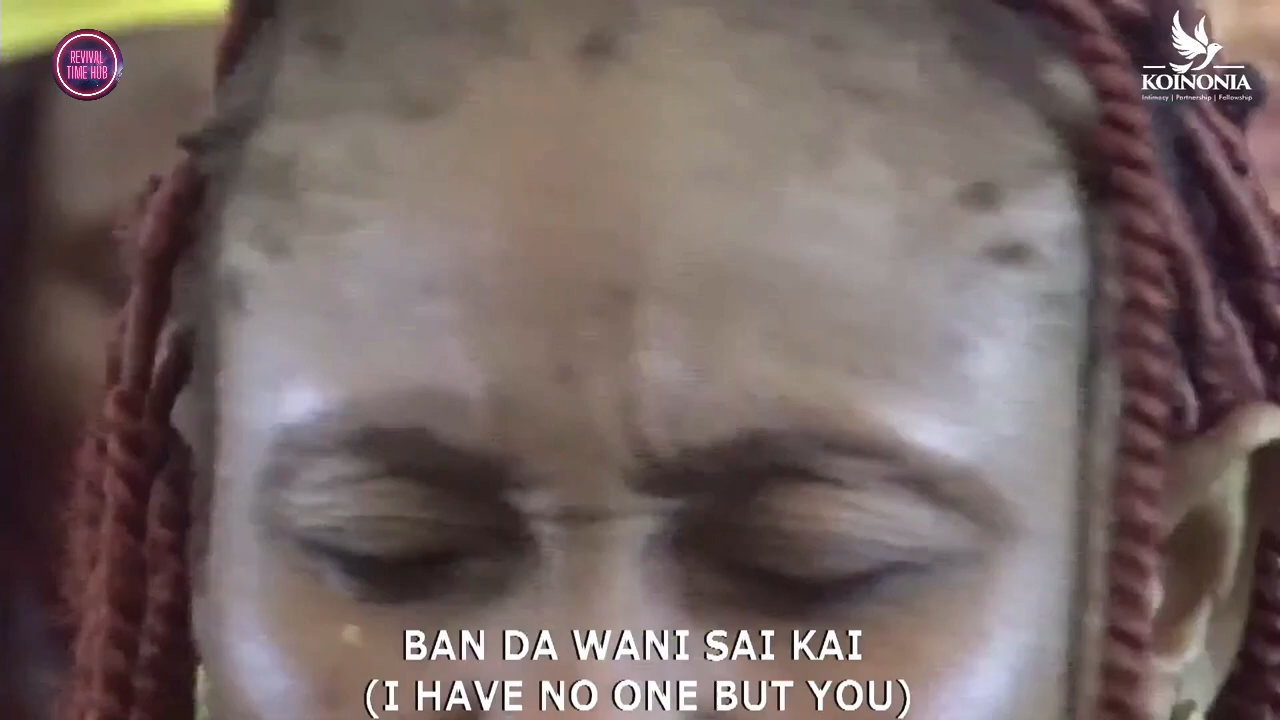 REVIVAL
TIME HUB
KOINONIA
Intimacy | Partnership | Fellowship
BAN DA WANI SAI KAI
(I HAVE NO ONE BUT YOU)